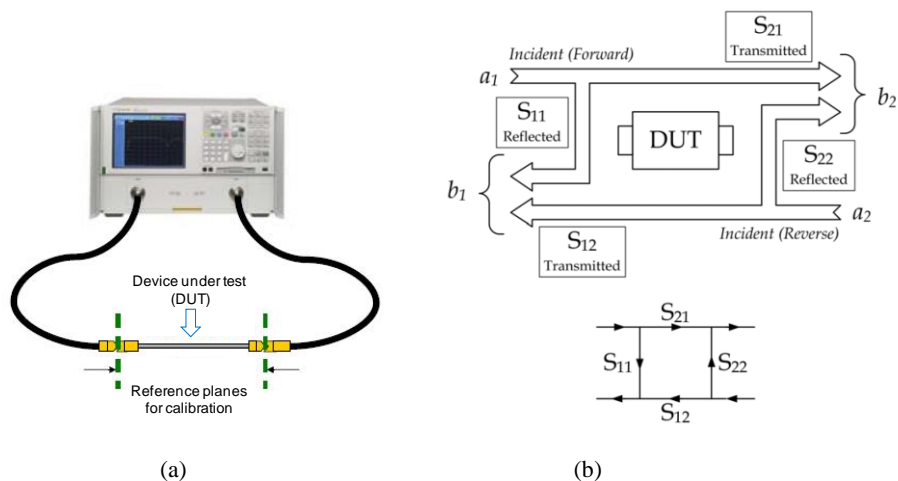 Device under test
(DUT)
Reference planes
for calibration
(a)
S21
Transmitted
Incident (Forward)
a1
S11
Reflected
b2
DUT
S22
Reflected
b1
a2
Incident (Reverse)
S12
Transmitted
S21
S11
S22
S12
(b)